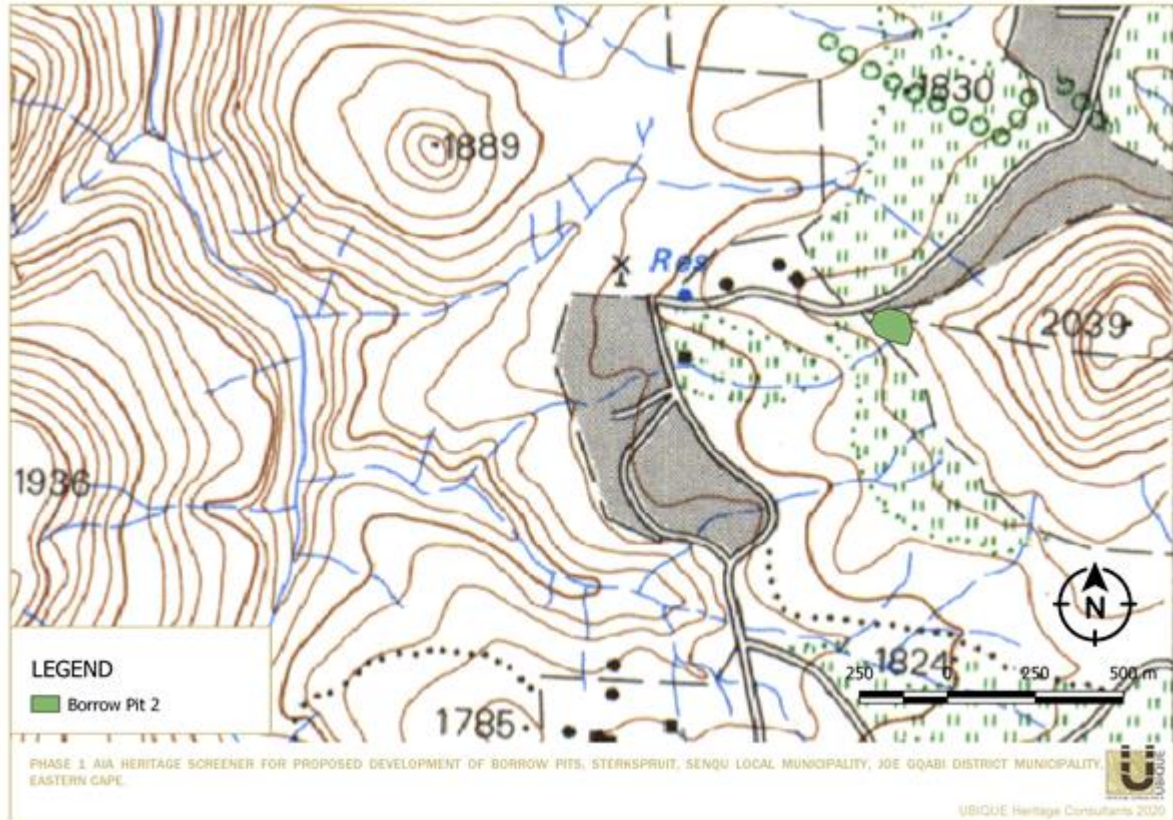 1830
1889
Res
2039
1936
N
1824
250 0 250 500 m
LEGEND
Borrow Pit 2
1785
PHASE 1 AIA HERITAGE SCREENER FOR PROPOSED DEVELOPMENT OF BORROW PITS, STERKSPRUIT, SENQU LOCAL MUNICIPALITY, JOE GQABI DISTRICT MUNICIPALITY,
EASTERN CAPE.
UBIQUE
UBIQUE Heritage Consultants 2020